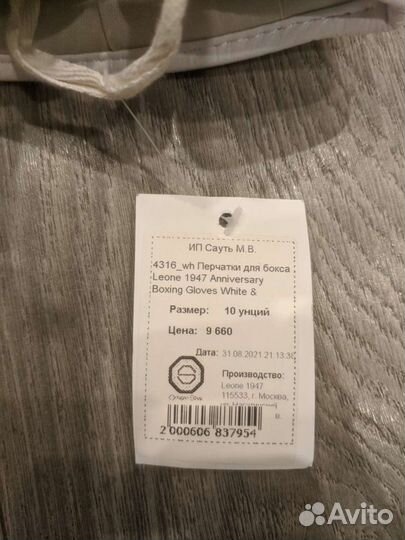 ИП Сауть М.В.
4316_wh Перчатки для бокса
Leone 1947 Anniversary
Boxing Gloves White &
Размер: 10 унций
Цена: 9 660
Дата: 31.08.2021 21:13:38
Производство:
Leone 1947
115533, г. Москва,
в.
2 000606 837954
Avito